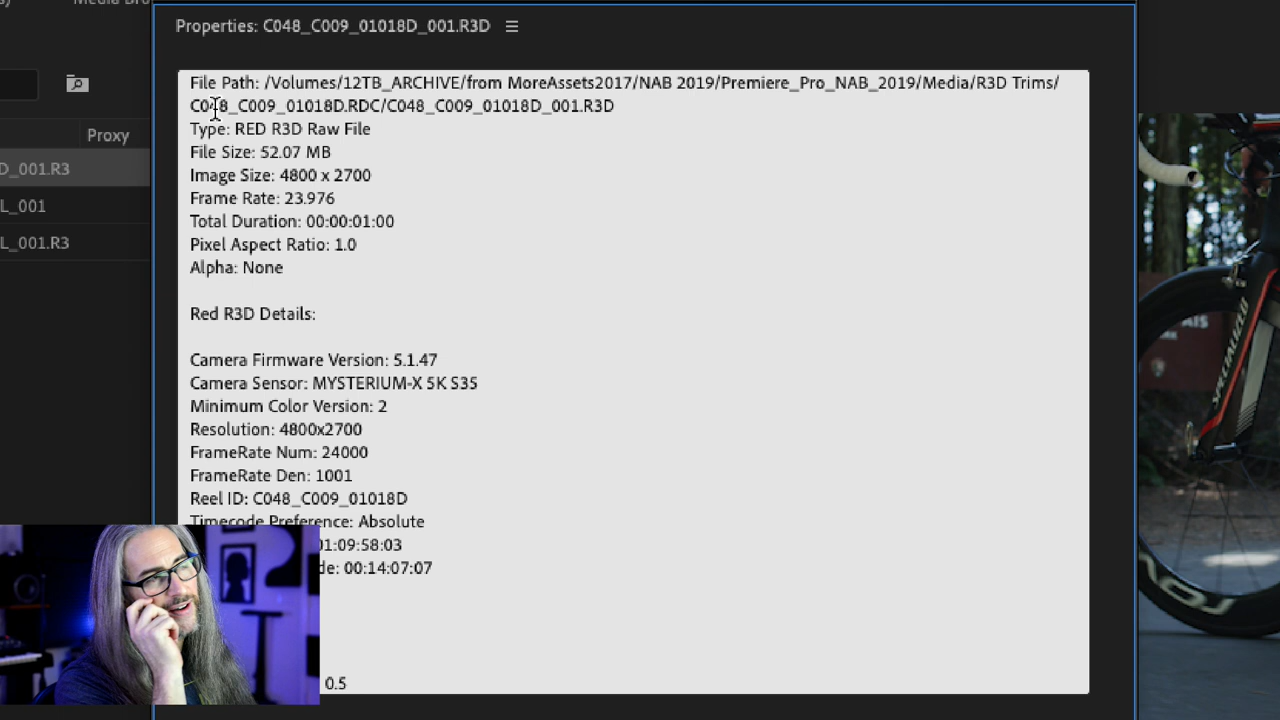 Properties: C048_C009_01018D_001.R3D
File Path: /Volumes/12TB_ARCHIVE/from MoreAssets2017/NAB 2019/Premiere_Pro_NAB_2019/Media/R3D Trims/
C048_C009_01018D.RDC/C048_C009_01018D_001.R3D
Type: RED R3D Raw File
File Size: 52.07 MB
Image Size: 4800 x 2700
Frame Rate: 23.976
Total Duration: 00:00:01:00
Pixel Aspect Ratio: 1.0
Alpha: None
Red R3D Details:
Camera Firmware Version: 5.1.47
Camera Sensor: MYSTERIUM-X 5K S35
Minimum Color Version: 2
Resolution: 4800x2700
FrameRate Num: 24000
FrameRate Den: 1001
Reel ID: C048_C009_01018D
Timecode Preference: Absolute
01:09:58:03
de: 00:14:07:07
0.5
Proxy
D_001.R3
L_001
L_001.R3
SPECIALIZED